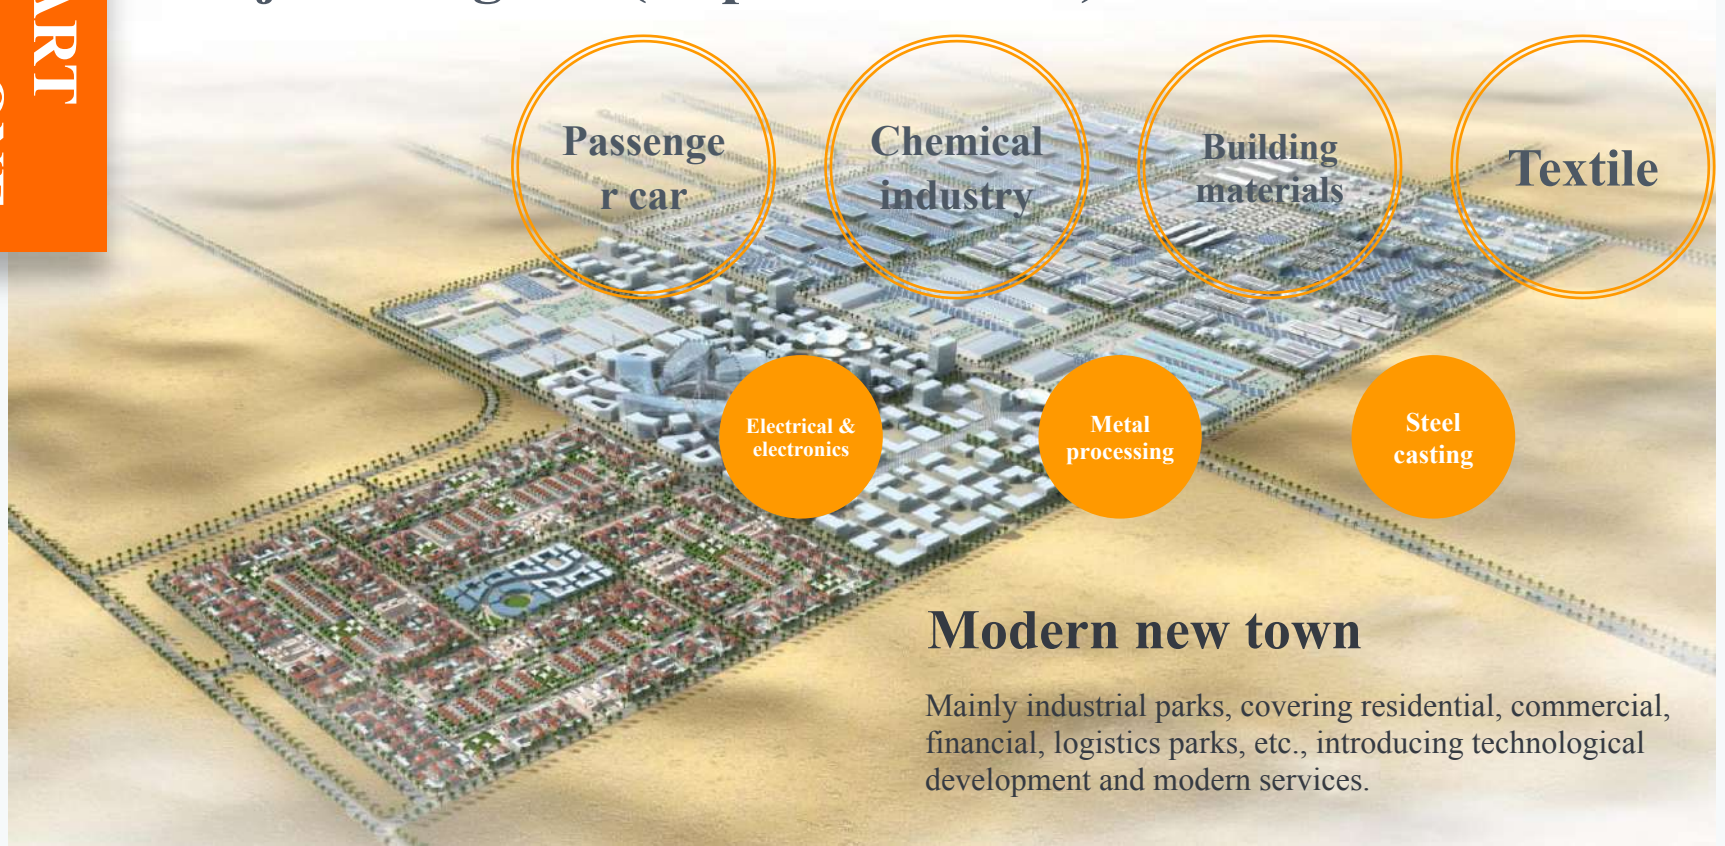 Passenge
r car
Chemical
industry
Building
materials
Textile
Electrical &
electronics
Metal
processing
Steel
casting
Modern new town
Mainly industrial parks, covering residential, commercial,
financial, logistics parks, etc., introducing technological
development and modern services.